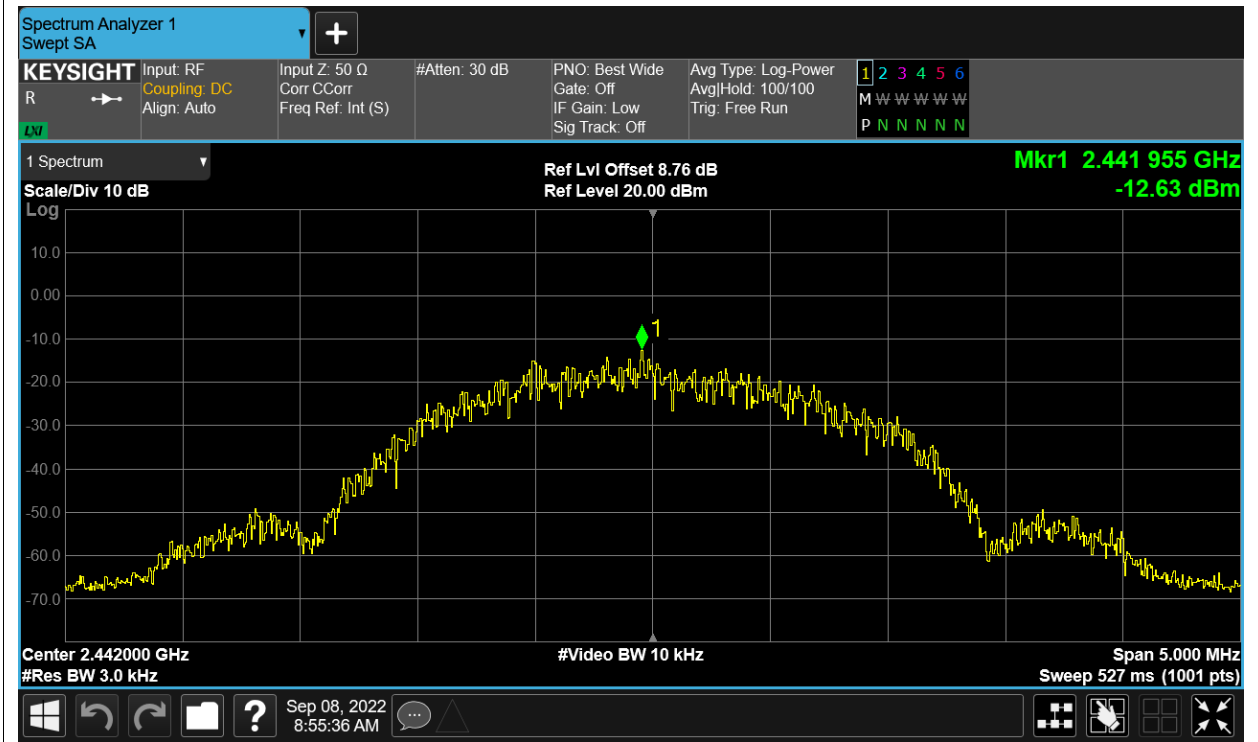 Spectrum Analyzer 1
Swept SA
KEYSIGHT
R
LXI
Input: RF
Coupling: DC
Align: Auto
Input Z: 50 Ω
Corr CCorr
Freq Ref: Int (S)
#Atten: 30 dB
PNO: Best Wide
Gate: Off
IF Gain: Low
Sig Track: Off
Avg Type: Log-Power
Avg|Hold: 100/100
Trig: Free Run
1 2 3 4 5 6
M W W W W W
P N N N N N
1 Spectrum
Scale/Div 10 dB
Ref Lvl Offset 8.76 dB
Ref Level 20.00 dBm
Mkr1 2.441 955 GHz
-12.63 dBm
Log
10.0
0.00
-10.0
-20.0
-30.0
-40.0
-50.0
-60.0
-70.0
1
Center 2.442000 GHz
#Res BW 3.0 kHz
#Video BW 10 kHz
Span 5.000 MHz
Sweep 527 ms (1001 pts)
?
Sep 08, 2022
8:55:36 AM